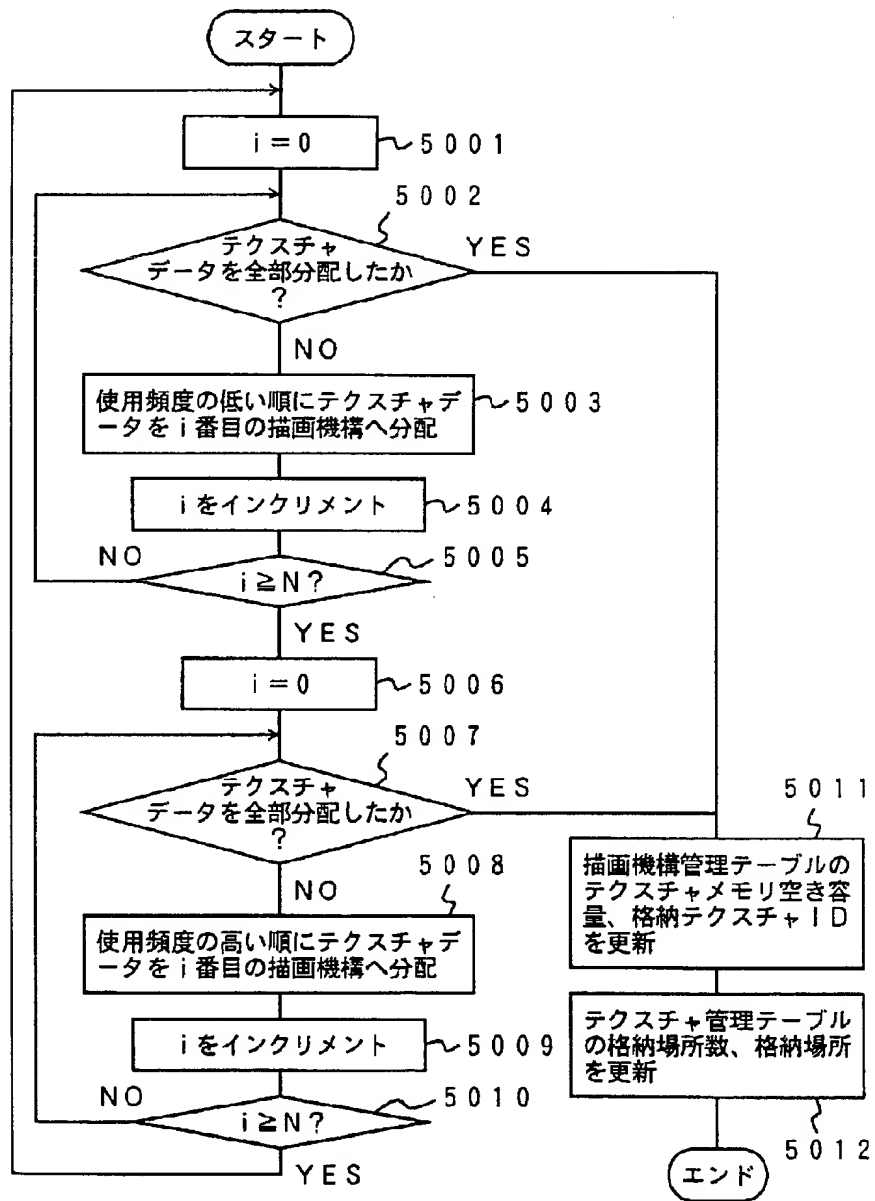 スタート
i=0
5001
5002
テクスチャ
データを全部分配したか
?
YES
NO
使用頻度の低い順にテクスチャデ
ータをi番目の描画機構へ分配
5003
iをインクリメント
5004
NO
5005
i≧N?
YES
i=0
5006
5007
テクスチャ
データを全部分配したか
?
YES
NO
5008
使用頻度の高い順にテクスチャデ
ータをi番目の描画機構へ分配
iをインクリメント
5009
NO
i≧N?
5010
YES
5011
描画機構管理テーブルの
テクスチャメモリ空き容
量、格納テクスチャID
を更新
テクスチャ管理テーブル
の格納場所数、格納場所
を更新
5012
エンド